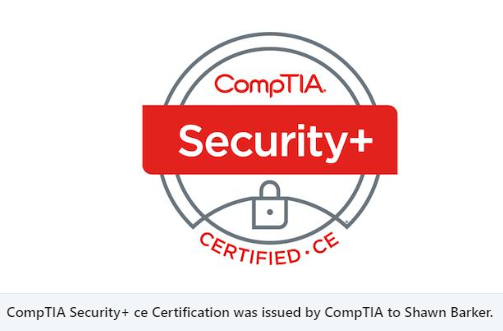 CompTIA.
Security+
CERTIFIED · CE
CompTIA Security+ ce Certification was issued by CompTIA to Shawn Barker.